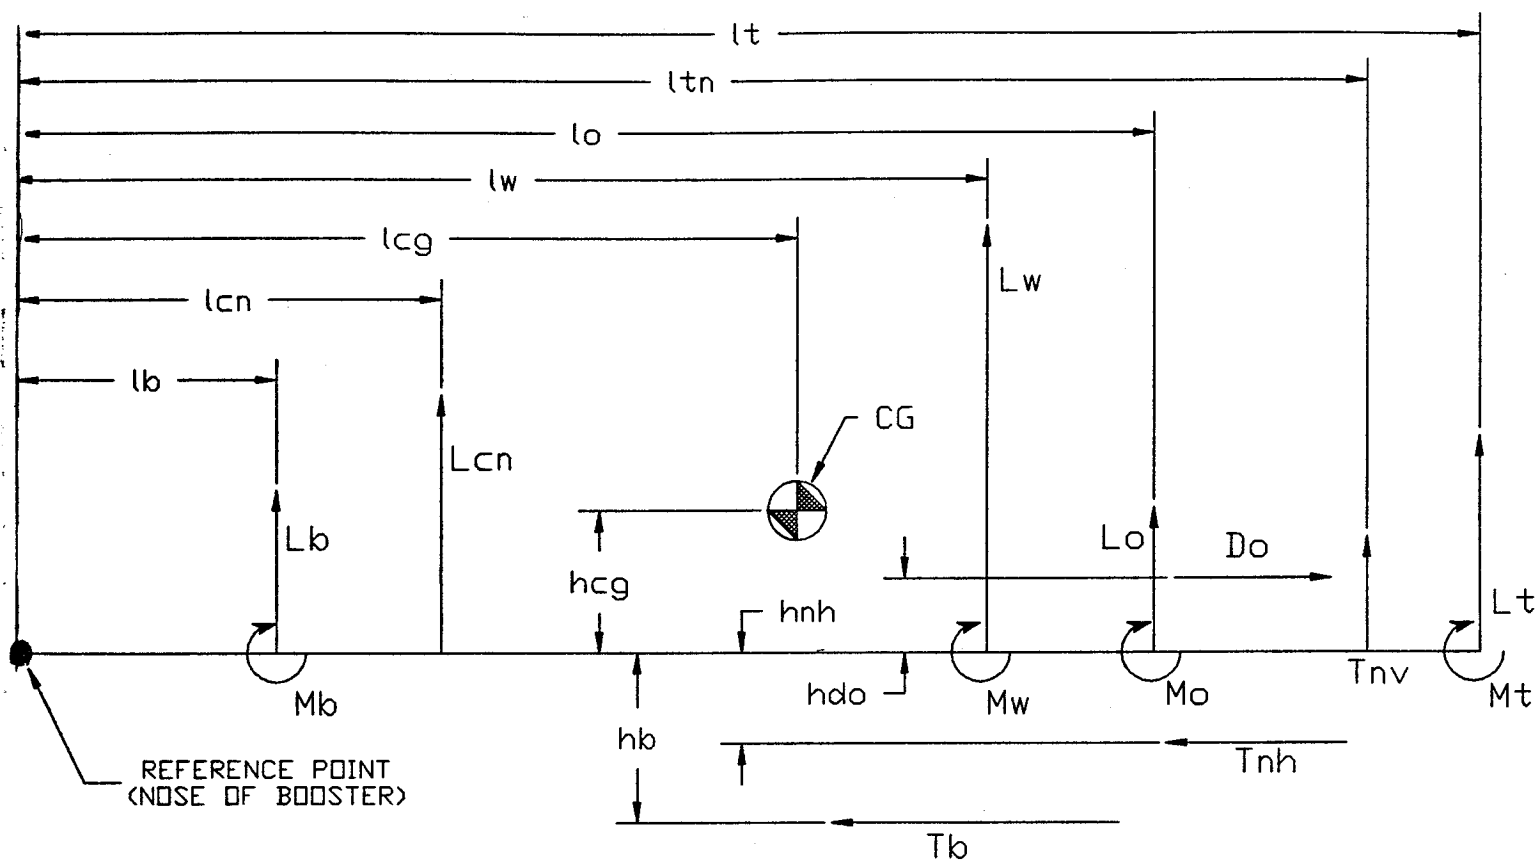 lt
ltn
lo
lw
lcg
lcn
lb
Lw
CG
Lcn
Lb
Lo
Do
hcg
hnh
Lt
Tnv
hdo
Mb
Mw
Mo
Mt
hb
Tnh
REFERENCE POINT
(NOSE OF BOOSTER)
Tb